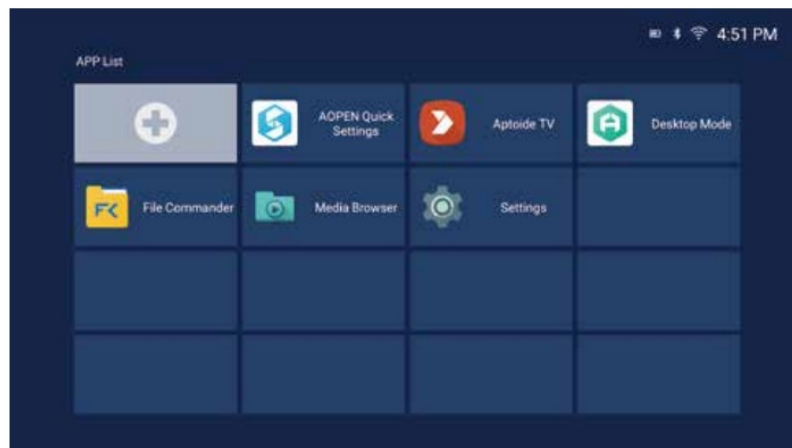 4:51 PM
APP List
AOPEN Quick
Settings
Aptoide TV
Desktop Mode
File Commander
Media Browser
Settings